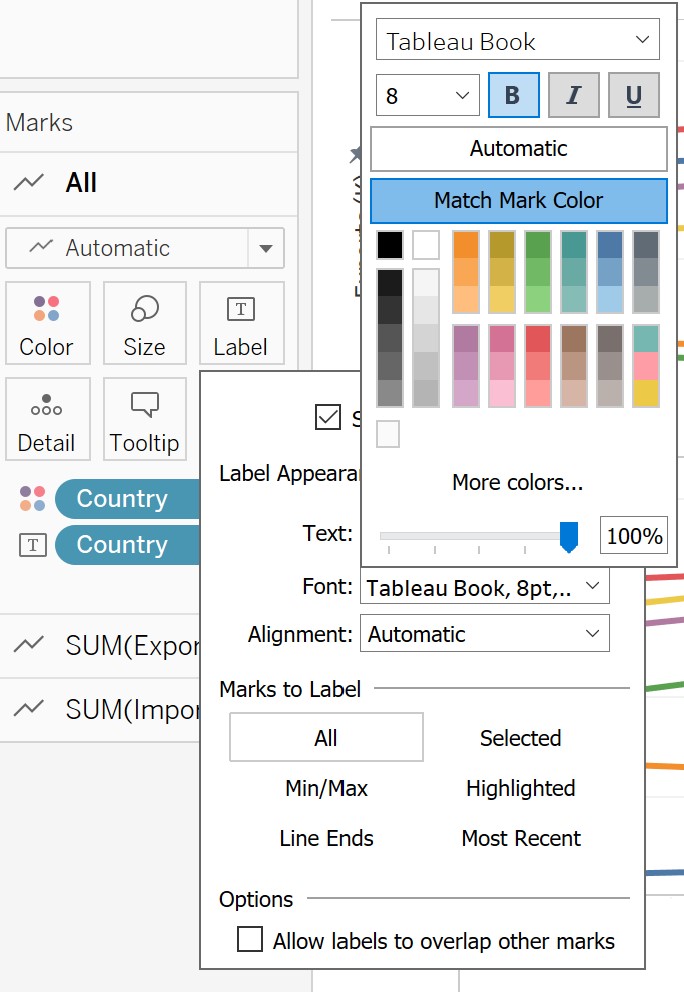 Marks
All
Automatic
Color
Size
Label
Detail
Tooltip
Country
Country
SUM(Expor
SUM(Impor
Tableau Book
8
B
I
U
Automatic
Match Mark Color
More colors...
100%
Label Appeara
Text:
Font:
Tableau Book, 8pt,..
Alignment:
Automatic
Marks to Label
All
Selected
Min/Max
Highlighted
Line Ends
Most Recent
Options
Allow labels to overlap other marks